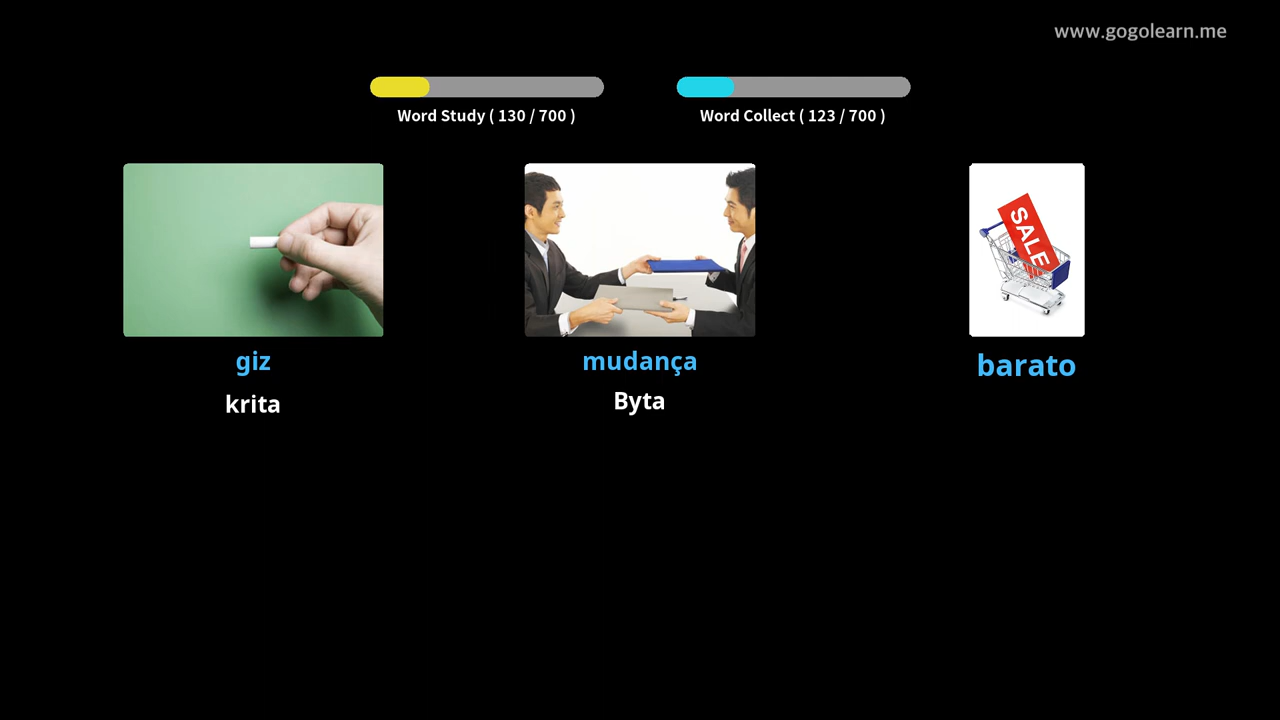 www.gogolearn.me
Word Study ( 130 / 700 )
Word Collect ( 123 / 700 )
SALE
giz
mudança
barato
krita
Byta